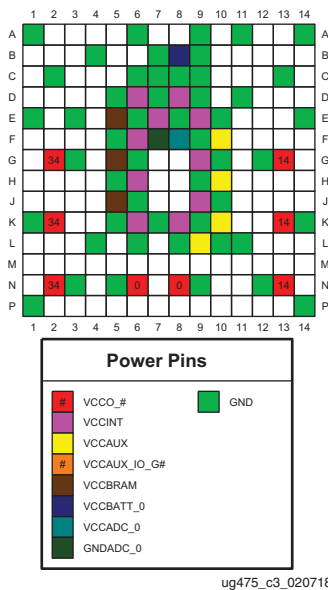 1 2 3 4 5 6 7 8 9 10 11 12 13 14
A A
B B
C C
D D
E E
F F
G 34 14 G
H H
J J
K 34 14 K
L L
M M
N 34 0 0 14 N
P P
1 2 3 4 5 6 7 8 9 10 11 12 13 14
Power Pins
# VCCO_# GND
VCCINT
VCCAUX
# VCCAUX_IO_G#
VCCBRAM
VCCBATT_0
VCCADC_0
GNDADC_0
ug475_c3_020718